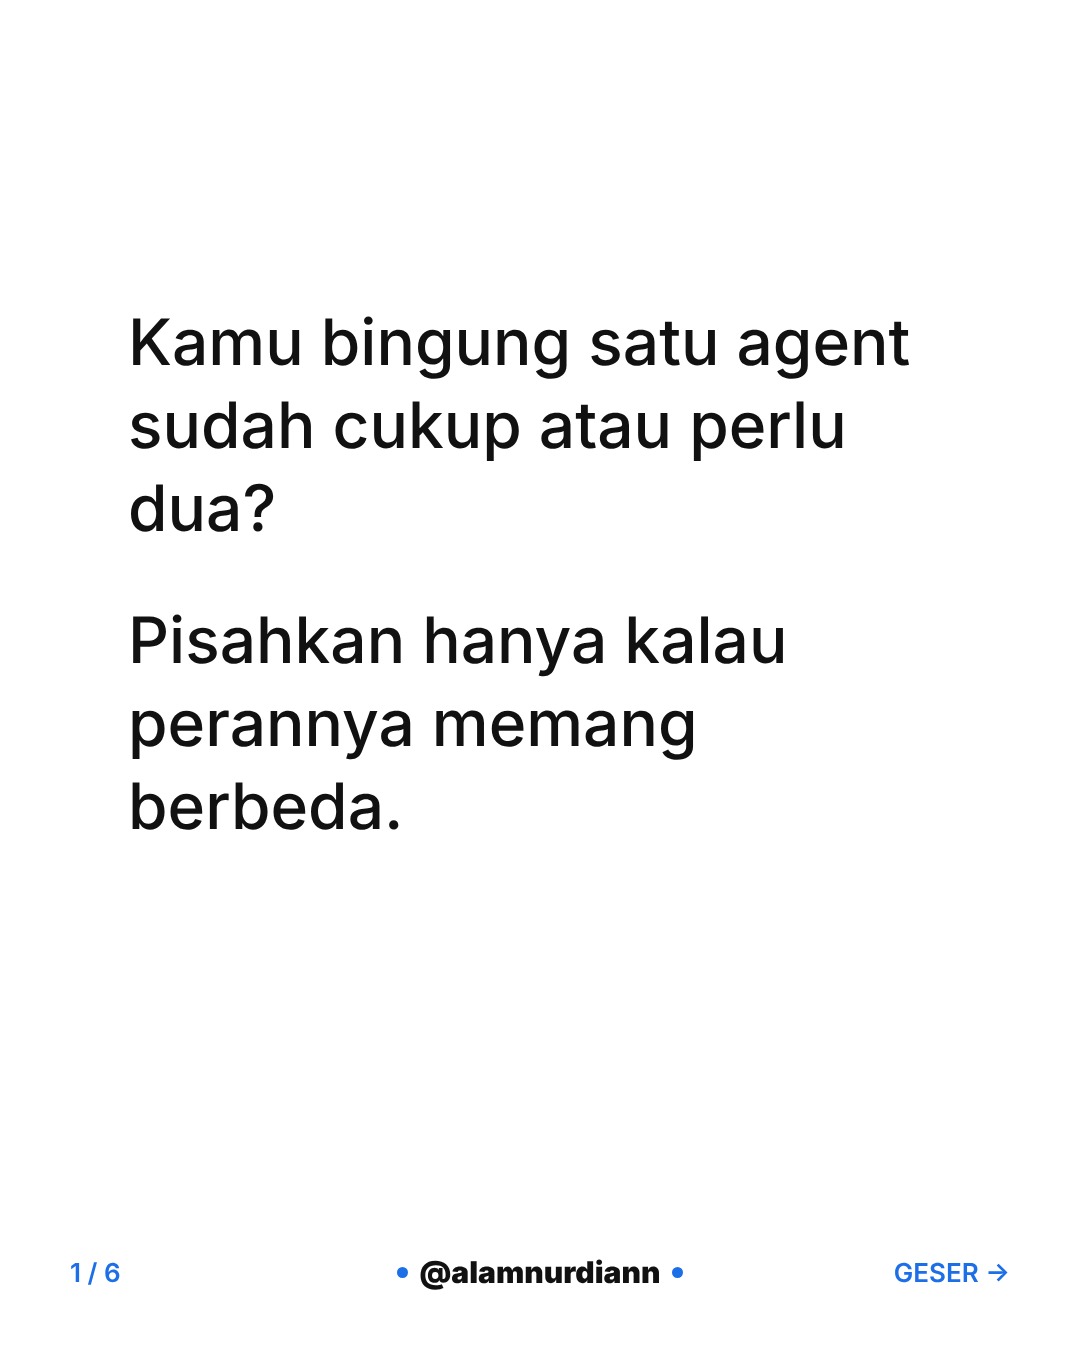 Kamu bingung satu agent
sudah cukup atau perlu
dua?
Pisahkan hanya kalau
perannya memang
berbeda.
1 / 6
• @alamnurdiann •
GESER →